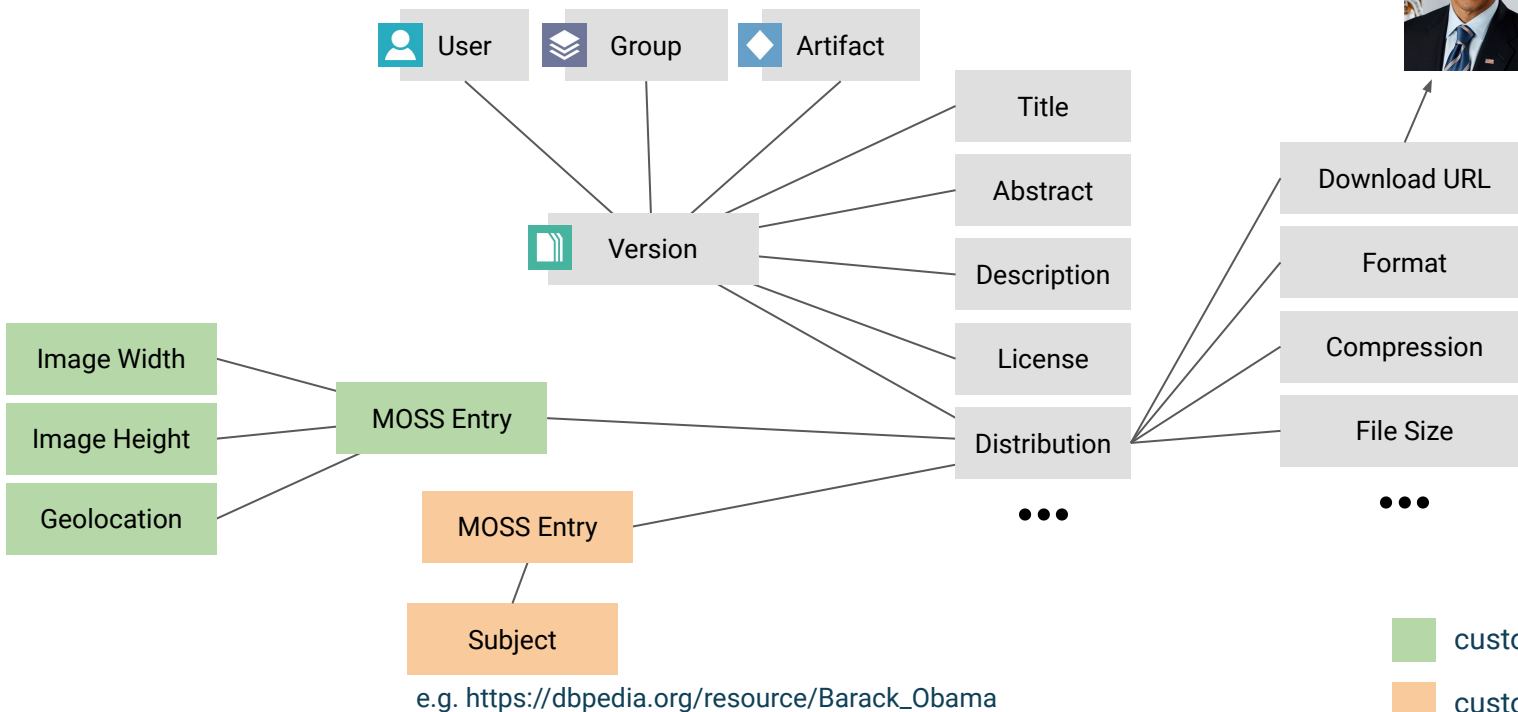 User
Group
Artifact
Title
Abstract
Version
Description
License
Distribution
•••
Download URL
Format
Compression
File Size
•••
Image Width
Image Height
Geolocation
MOSS Entry
MOSS Entry
Subject
e.g. https://dbpedia.org/resource/Barack_Obama